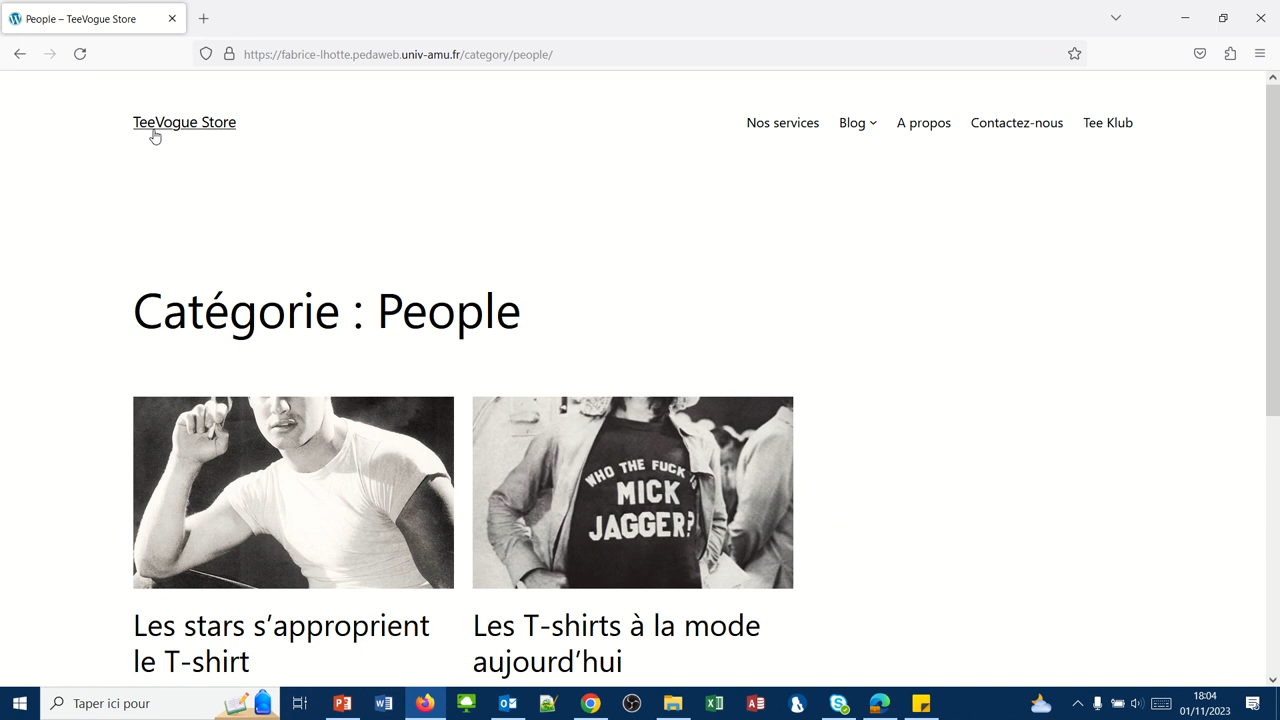 People – TeeVogue Store
https://fabrice-lhotte.pedaweb.univ-amu.fr/category/people/
TeeVogue Store
Nos services
Blog
A propos
Contactez-nous
Tee Klub
Catégorie : People
WHO THE FUCK IS
MICK
JAGGER?
Les stars s’approprient
le T-shirt
Les T-shirts à la mode
aujourd’hui
Taper ici pour
18:04
01/11/2023